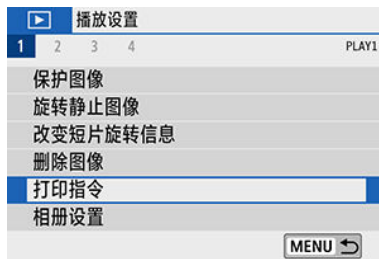 播放设置
1 2 3 4 PLAY1
保护图像
旋转静止图像
改变短片旋转信息
删除图像
打印指令
相册设置
MENU